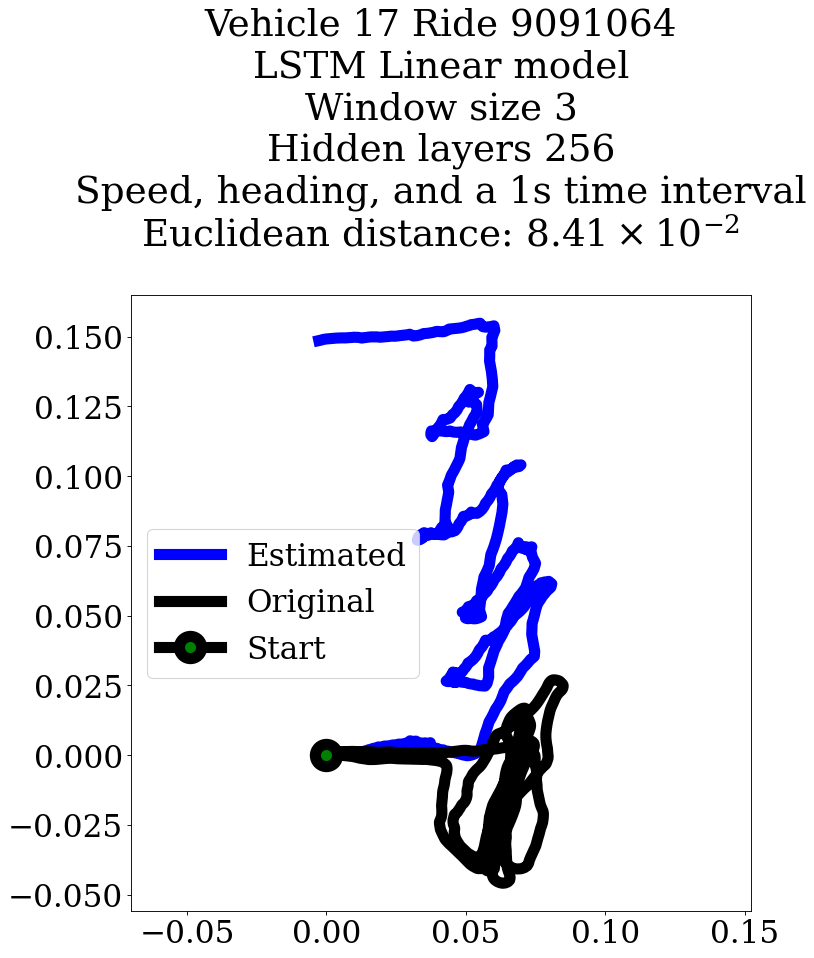 Vehicle 17 Ride 9091064
LSTM Linear model
Window size 3
Hidden layers 256
Speed, heading, and a 1s time interval
Euclidean distance: 8.41 × 10⁻²
0.150
0.125
0.100
0.075
0.050
0.025
0.000
−0.025
−0.050
Estimated
Original
Start
−0.05 0.00 0.05 0.10 0.15